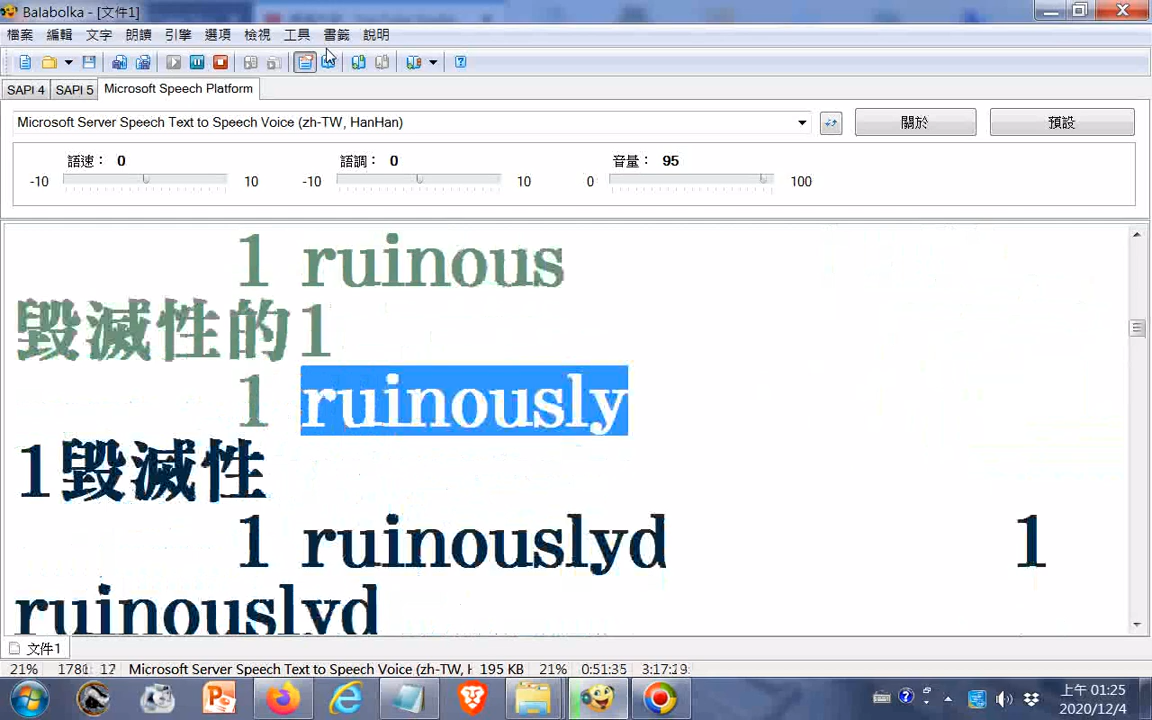 Balabolka - [文件1]
檔案 編輯 文字 朗讀 引擎 選項 檢視 工具 書籤 說明
SAPI 4 SAPI 5 Microsoft Speech Platform
Microsoft Server Speech Text to Speech Voice (zh-TW, HanHan) 關於 預設
語速： 0 語調： 0 音量： 95
-10 10 -10 10 0 100
1 ruinous
毀滅性的1
1 ruinously
1毀滅性
1 ruinouslyd 1
ruinouslyd
文件1
21% Microsoft Server Speech Text to Speech Voice (zh-TW, 195 KB 21% 0:51:35 3:17:29
上午 01:25
2020/12/4